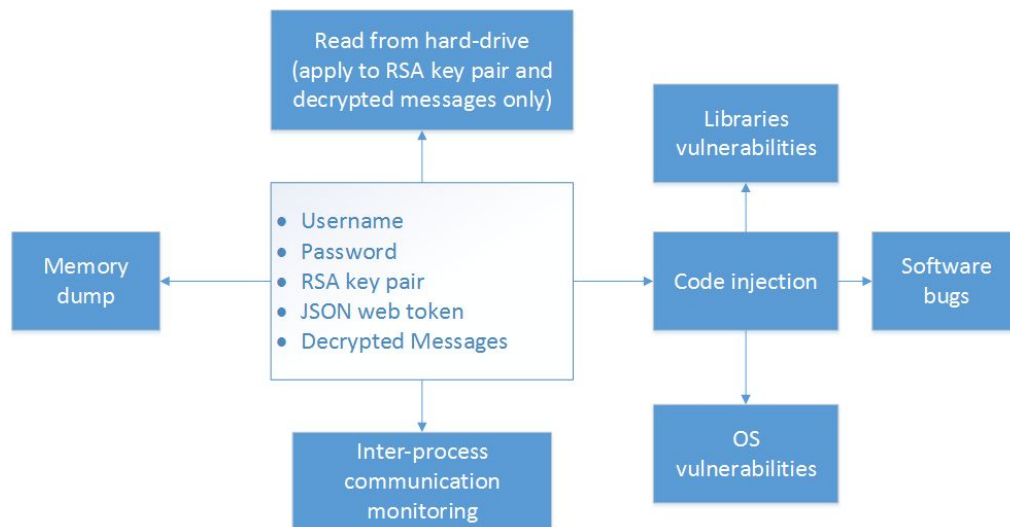 Read from hard-drive
(apply to RSA key pair and
decrypted messages only)
Libraries
vulnerabilities
● Username
● Password
● RSA key pair
● JSON web token
● Decrypted Messages
Memory
dump
Code injection
Software
bugs
Inter-process
communication
monitoring
OS
vulnerabilities